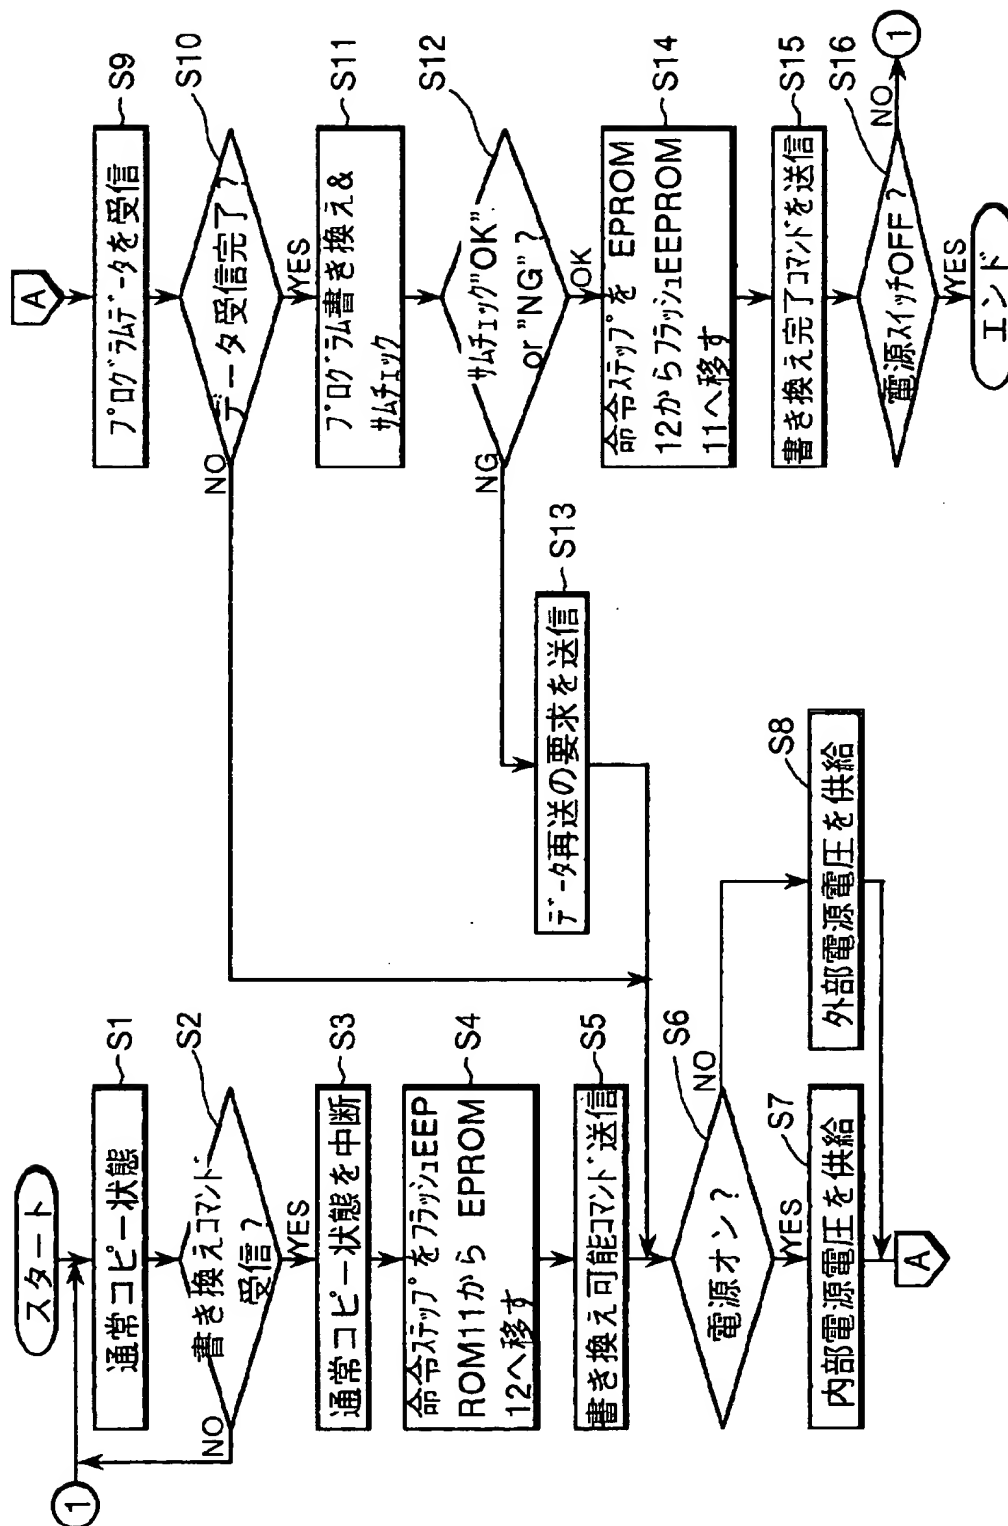 スタート
通常コピー状態
S1
書き換えコマンド
受信?
S2
NO
1
YES
通常コピー状態を中断
S3
命令ステップをフラッシュEEP
ROM11から EPROM
12へ移す
S4
書き換え可能コマンド送信
S5
電源オン?
S6
NO
YES
内部電源電圧を供給
S7
外部電源電圧を供給
S8
A
A
プログラムデータを受信
S9
データ受信完了?
S10
NO
YES
プログラム書き換え&
サムチェック
S11
サムチェック"OK"
or "NG"?
S12
NG
OK
データ再送の要求を送信
S13
命令ステップを EPROM
12からフラッシュEEPROM
11へ移す
S14
書き換え完了コマンドを送信
S15
電源スイッチOFF?
S16
NO
1
YES
エンド